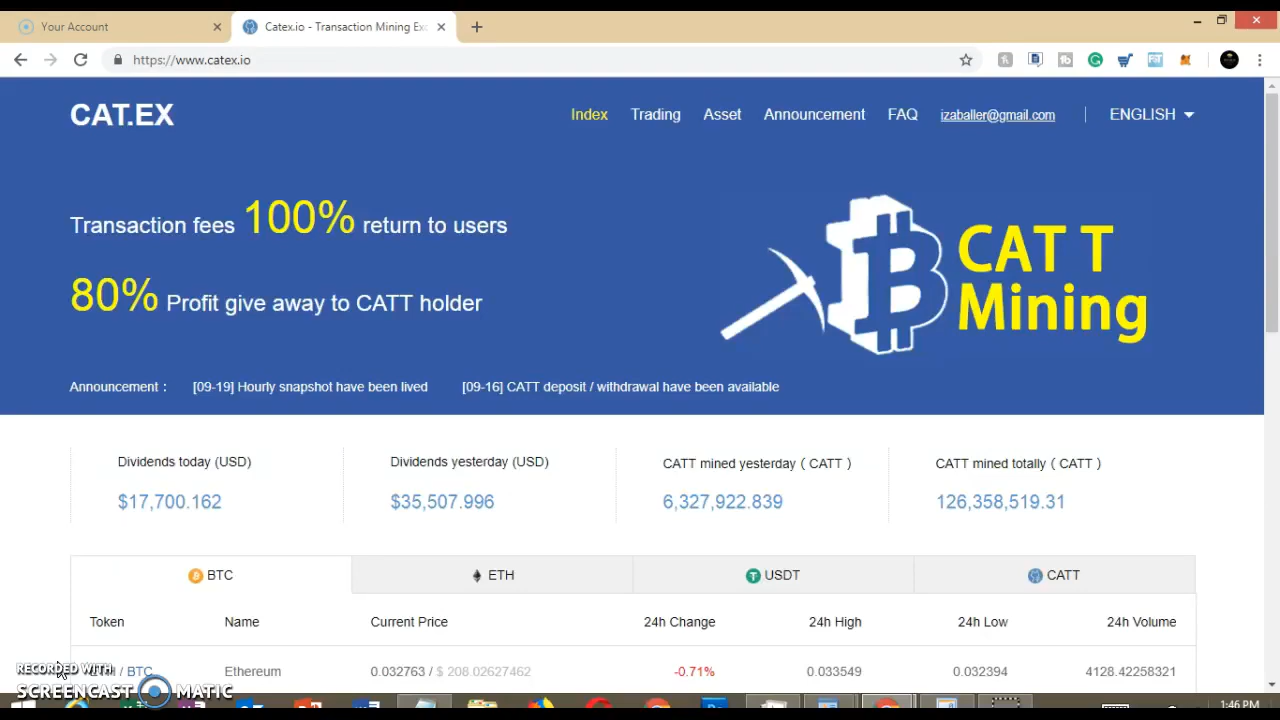 Your Account
Catex.io - Transaction Mining Exc
https://www.catex.io
CAT.EX
Index Trading Asset Announcement FAQ izaballer@gmail.com ENGLISH
Transaction fees 100% return to users
80% Profit give away to CATT holder
CAT T
Mining
Announcement : [09-19] Hourly snapshot have been lived [09-16] CATT deposit / withdrawal have been available
Dividends today (USD) Dividends yesterday (USD) CATT mined yesterday ( CATT ) CATT mined totally ( CATT )
$17,700.162 $35,507.996 6,327,922.839 126,358,519.31
BTC ETH USDT CATT
Token Name Current Price 24h Change 24h High 24h Low 24h Volume
ETH / BTC Ethereum 0.032763 / $ 208.02627462 -0.71% 0.033549 0.032394 4128.42258321
RECORDED WITH
SCREENCAST MATIC
1:46 PM